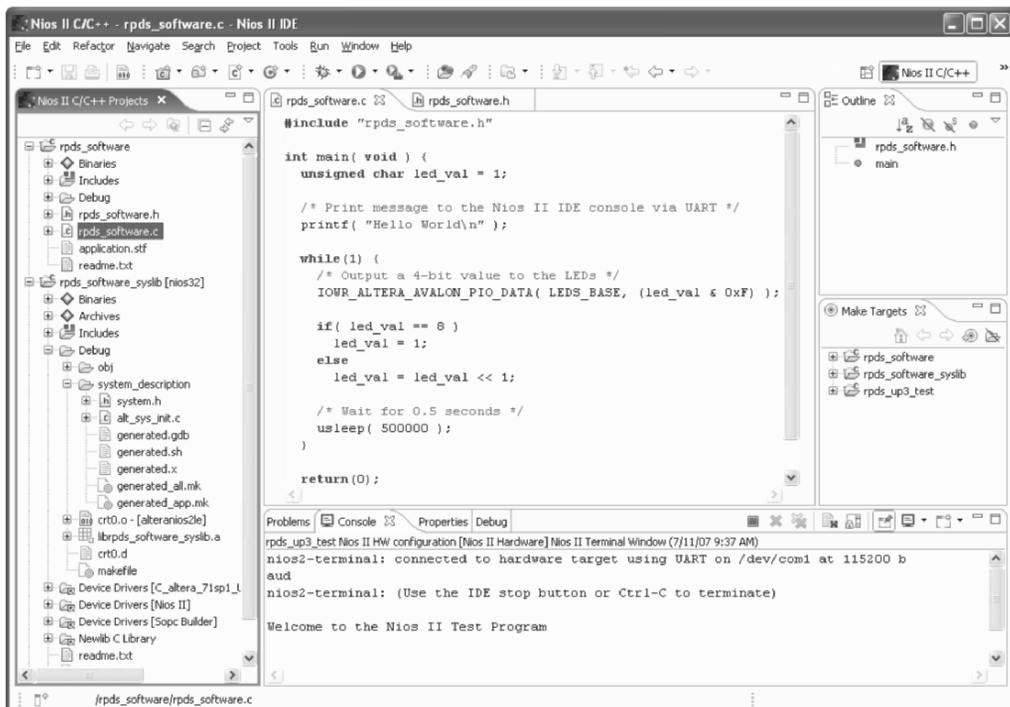 Nios II C/C++ - rpds_software.c - Nios II IDE
File Edit Refactor Navigate Search Project Tools Run Window Help
Nios II C/C++
»
Nios II C/C++ Projects
rpds_software
Binaries
Includes
Debug
rpds_software.h
rpds_software.c
application.stf
readme.txt
rpds_software_syslib [nios32]
Binaries
Archives
Includes
Debug
obj
system_description
system.h
alt_sys_init.c
generated.gdb
generated.sh
generated.x
generated_all.mk
generated_app.mk
crt0.o - [alteranios2le]
librpds_software_syslib.a
crt0.d
makefile
Device Drivers [C_altera_71sp1_L
Device Drivers [Nios II]
Device Drivers [Sopc Builder]
Newlib C Library
readme.txt
rpds_software.c rpds_software.h
#include "rpds_software.h"
int main( void ) {
unsigned char led_val = 1;
/* Print message to the Nios II IDE console via UART */
printf( "Hello World\n" );
while(1) {
/* Output a 4-bit value to the LEDs */
IOWR_ALTERA_AVALON_PIO_DATA( LEDS_BASE, (led_val & 0xF) );
if( led_val == 8 )
led_val = 1;
else
led_val = led_val << 1;
/* Wait for 0.5 seconds */
usleep( 500000 );
}
return(0);
Outline
rpds_software.h
main
Make Targets
rpds_software
rpds_software_syslib
rpds_up3_test
Problems Console Properties Debug
rpds_up3_test Nios II HW configuration [Nios II Hardware] Nios II Terminal Window (7/11/07 9:37 AM)
nios2-terminal: connected to hardware target using UART on /dev/com1 at 115200 b
aud
nios2-terminal: (Use the IDE stop button or Ctrl-C to terminate)
Welcome to the Nios II Test Program
/rpds_software/rpds_software.c